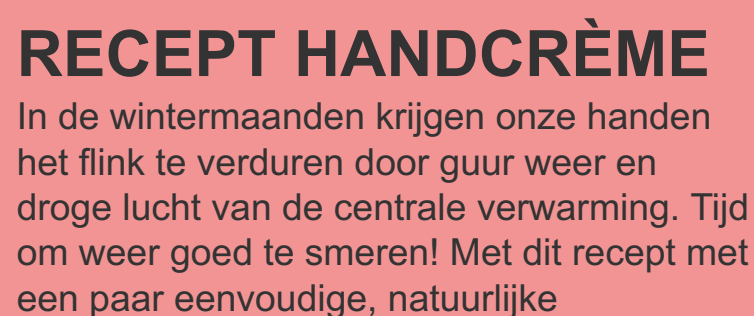 RECEPT HANDCRÈME
In de wintermaanden krijgen onze handen
het flink te verduren door guur weer en
droge lucht van de centrale verwarming. Tijd
om weer goed te smeren! Met dit recept met
een paar eenvoudige, natuurlijke